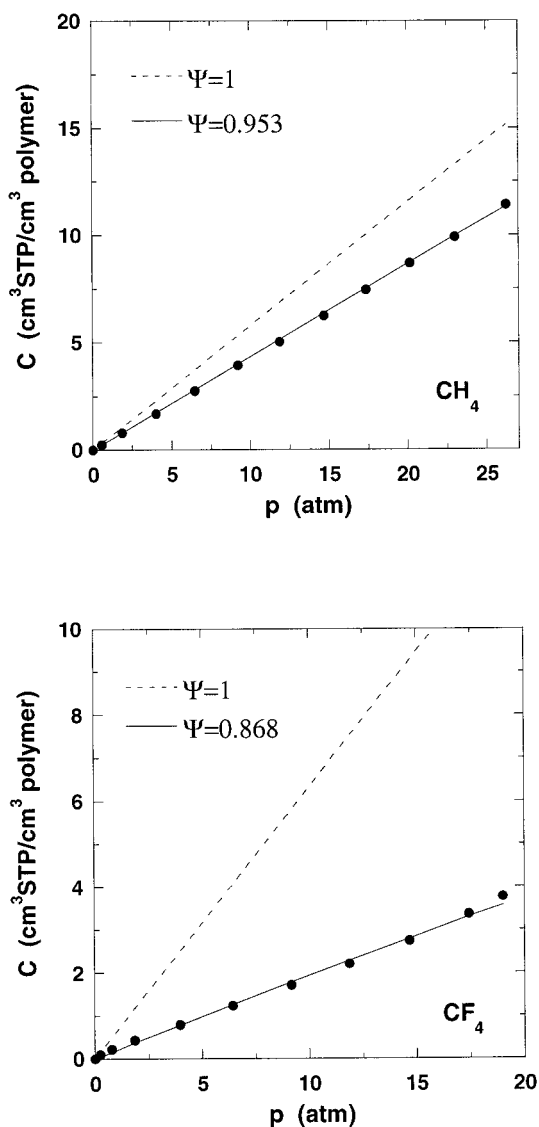 20
Ψ=1
Ψ=0.953
15
10
5
0
C (cm³STP/cm³ polymer)
CH₄
0 5 10 15 20 25
p (atm)
10
Ψ=1
Ψ=0.868
8
6
4
2
0
C (cm³STP/cm³ polymer)
CF₄
0 5 10 15 20
p (atm)